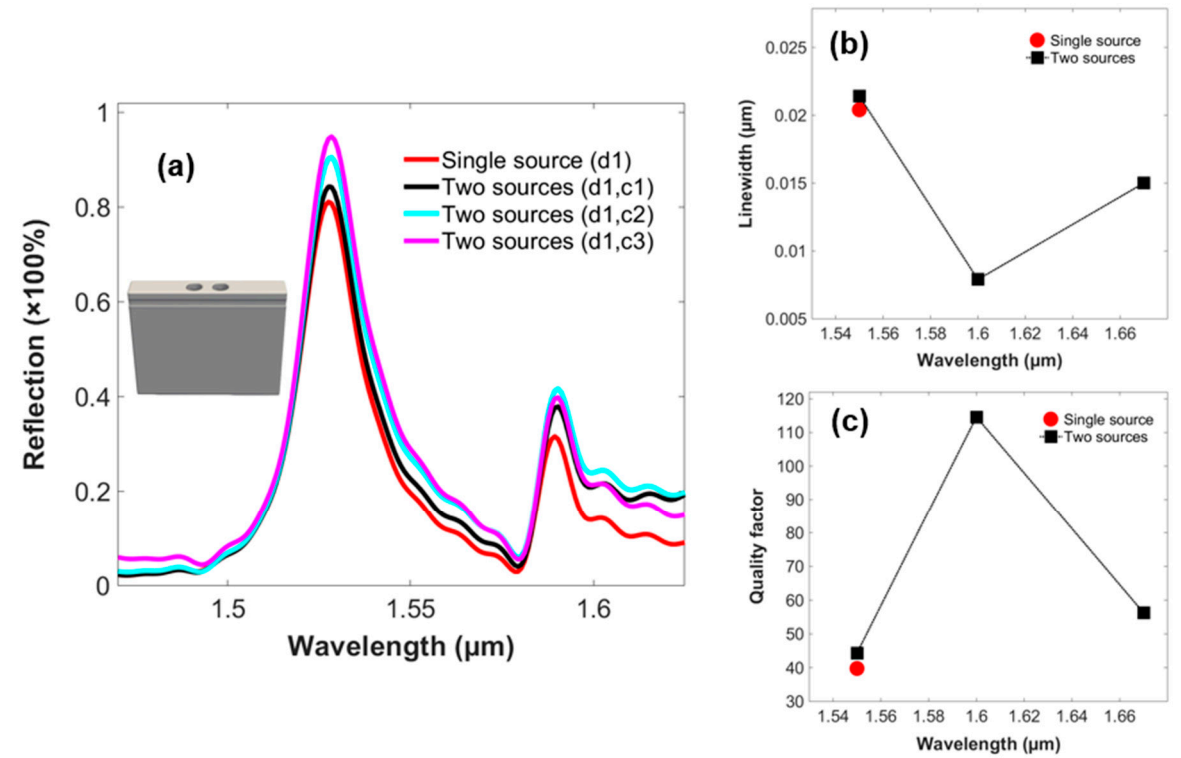 (a)
Reflection (×100%)
1
0.8
0.6
0.4
0.2
0
Single source (d1)
Two sources (d1,c1)
Two sources (d1,c2)
Two sources (d1,c3)
1.5
1.55
1.6
Wavelength (µm)
(b)
Linewidth (µm)
0.025
0.02
0.015
0.01
0.005
Single source
Two sources
1.54
1.56
1.58
1.6
1.62
1.64
1.66
Wavelength (µm)
(c)
Quality factor
120
110
100
90
80
70
60
50
40
30
Single source
Two sources
1.54
1.56
1.58
1.6
1.62
1.64
1.66
Wavelength (µm)